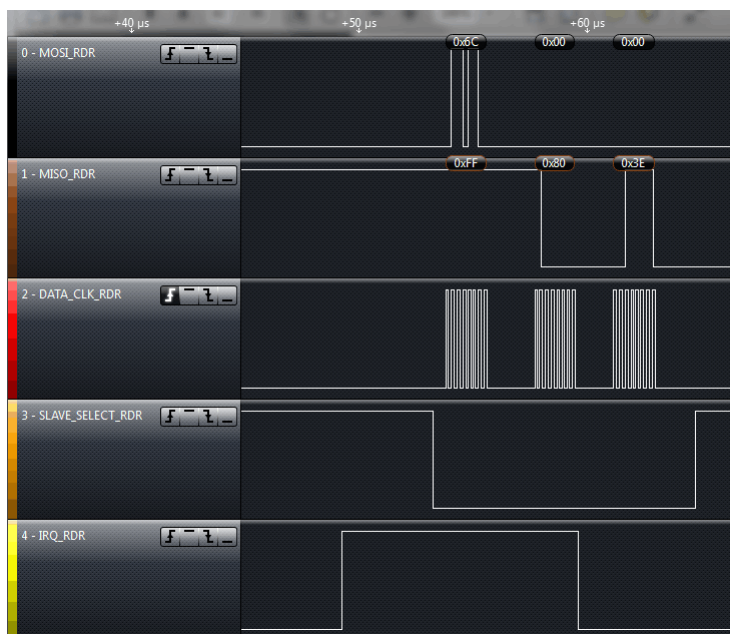 +40 µs +50 µs +60 µs
0 - MOSI_RDR 0x6C 0x00 0x00
1 - MISO_RDR 0xFF 0x80 0x3E
2 - DATA_CLK_RDR
3 - SLAVE_SELECT_RDR
4 - IRQ_RDR